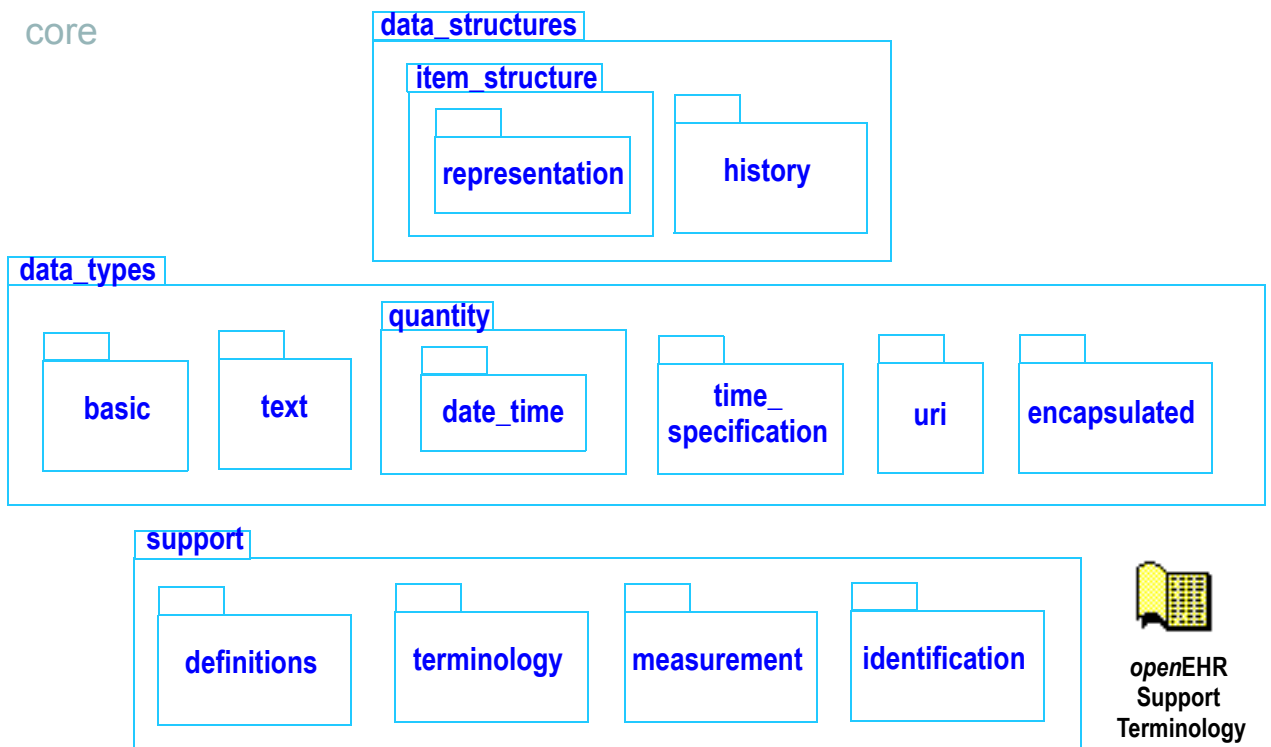 core
data_structures
item_structure
representation
history
data_types
quantity
basic
text
date_time
time_
specification
uri
encapsulated
support
definitions
terminology
measurement
identification
openEHR
Support
Terminology